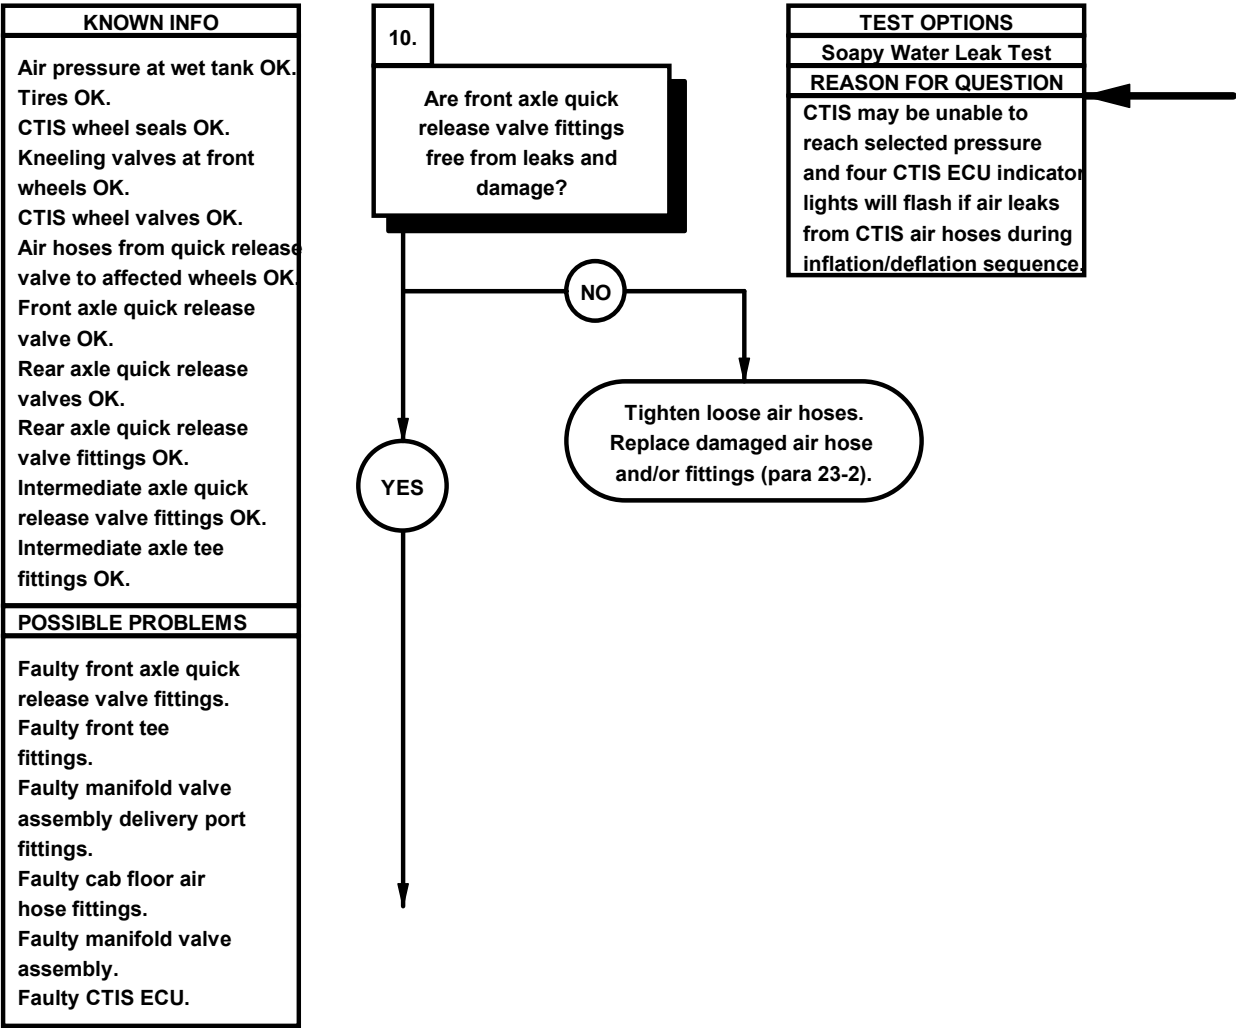 KNOWN INFO
Air pressure at wet tank OK.
Tires OK.
CTIS wheel seals OK.
Kneeling valves at front
wheels OK.
CTIS wheel valves OK.
Air hoses from quick release
valve to affected wheels OK.
Front axle quick release
valve OK.
Rear axle quick release
valves OK.
Rear axle quick release
valve fittings OK.
Intermediate axle quick
release valve fittings OK.
Intermediate axle tee
fittings OK.
POSSIBLE PROBLEMS
Faulty front axle quick
release valve fittings.
Faulty front tee
fittings.
Faulty manifold valve
assembly delivery port
fittings.
Faulty cab floor air
hose fittings.
Faulty manifold valve
assembly.
Faulty CTIS ECU.
10.
Are front axle quick
release valve fittings
free from leaks and
damage?
NO
Tighten loose air hoses.
Replace damaged air hose
and/or fittings (para 23-2).
YES
TEST OPTIONS
Soapy Water Leak Test
REASON FOR QUESTION
CTIS may be unable to
reach selected pressure
and four CTIS ECU indicator
lights will flash if air leaks
from CTIS air hoses during
inflation/deflation sequence.